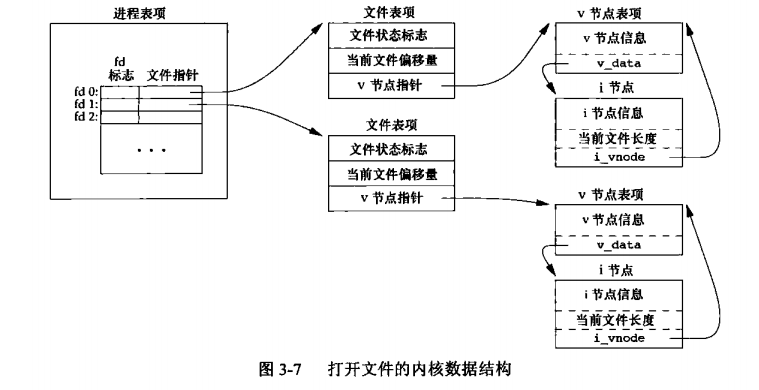 进程表项
fd
标志 文件指针
fd 0:
fd 1:
fd 2:
· · ·
文件表项
文件状态标志
当前文件偏移量
v 节点指针
文件表项
文件状态标志
当前文件偏移量
v 节点指针
v 节点表项
v 节点信息
v_data
i 节点
i 节点信息
当前文件长度
i_vnode
v 节点表项
v 节点信息
v_data
i 节点
i 节点信息
当前文件长度
i_vnode
图 3-7 打开文件的内核数据结构